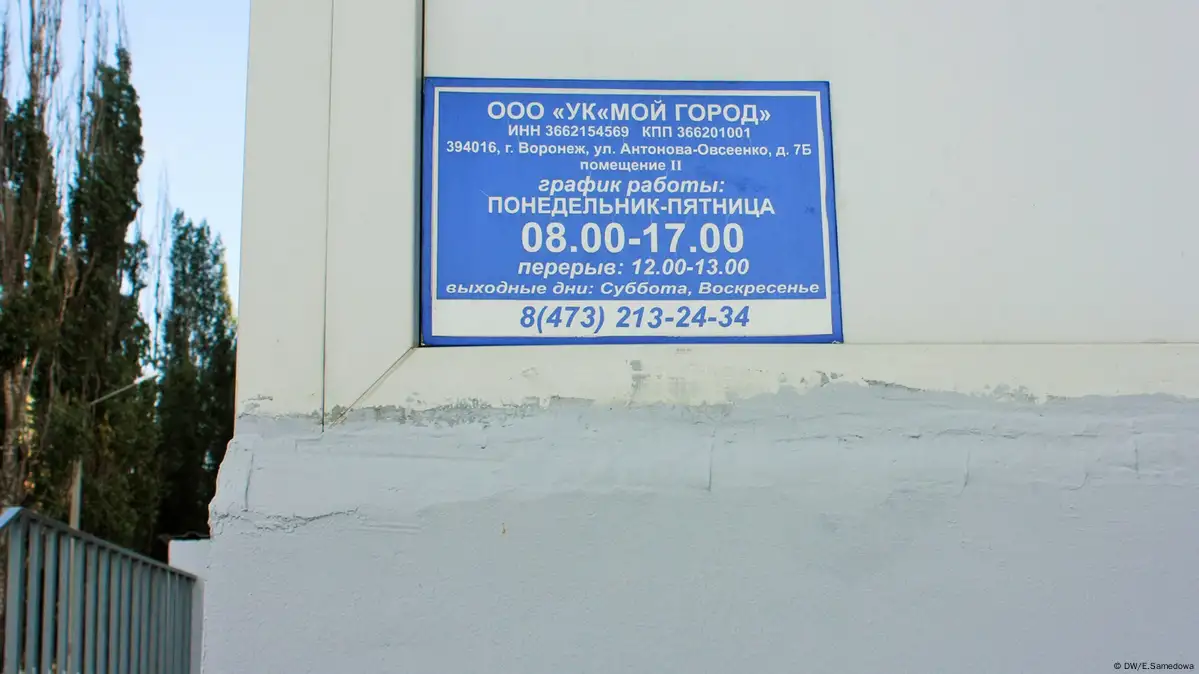 ООО «УК«МОЙ ГОРОД»
ИНН 3662154569 КПП 366201001
394016, г. Воронеж, ул. Антонова-Овсеенко, д. 7Б
помещение II
график работы:
ПОНЕДЕЛЬНИК-ПЯТНИЦА
08.00-17.00
перерыв: 12.00-13.00
выходные дни: Суббота, Воскресенье
8(473) 213-24-34
© DW/E.Samedowa